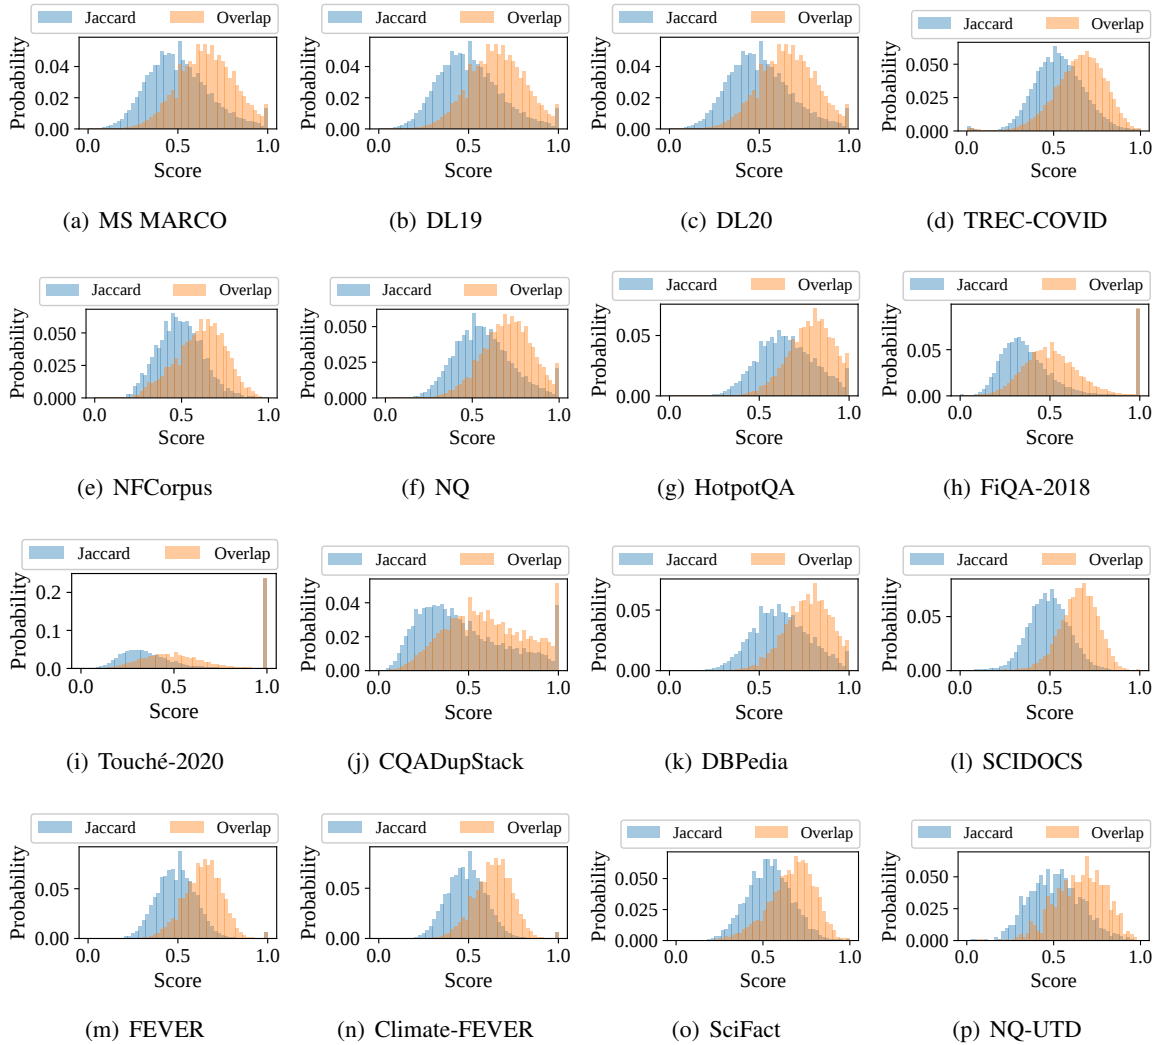 Jaccard Overlap
Probability
0.04
0.02
0.00
0.0 0.5 1.0
Score
(a) MS MARCO
Jaccard Overlap
Probability
0.04
0.02
0.00
0.0 0.5 1.0
Score
(b) DL19
Jaccard Overlap
Probability
0.04
0.02
0.00
0.0 0.5 1.0
Score
(c) DL20
Jaccard Overlap
Probability
0.050
0.025
0.000
0.0 0.5 1.0
Score
(d) TREC-COVID
Jaccard Overlap
Probability
0.050
0.025
0.000
0.0 0.5 1.0
Score
(e) NFCorpus
Jaccard Overlap
Probability
0.050
0.025
0.000
0.0 0.5 1.0
Score
(f) NQ
Jaccard Overlap
Probability
0.05
0.00
0.0 0.5 1.0
Score
(g) HotpotQA
Jaccard Overlap
Probability
0.05
0.00
0.0 0.5 1.0
Score
(h) FiQA-2018
Jaccard Overlap
Probability
0.2
0.1
0.0
0.0 0.5 1.0
Score
(i) Touché-2020
Jaccard Overlap
Probability
0.04
0.02
0.00
0.0 0.5 1.0
Score
(j) CQADupStack
Jaccard Overlap
Probability
0.05
0.00
0.0 0.5 1.0
Score
(k) DBPedia
Jaccard Overlap
Probability
0.05
0.00
0.0 0.5 1.0
Score
(l) SCIDOCS
Jaccard Overlap
Probability
0.05
0.00
0.0 0.5 1.0
Score
(m) FEVER
Jaccard Overlap
Probability
0.05
0.00
0.0 0.5 1.0
Score
(n) Climate-FEVER
Jaccard Overlap
Probability
0.050
0.025
0.000
0.0 0.5 1.0
Score
(o) SciFact
Jaccard Overlap
Probability
0.050
0.025
0.000
0.0 0.5 1.0
Score
(p) NQ-UTD